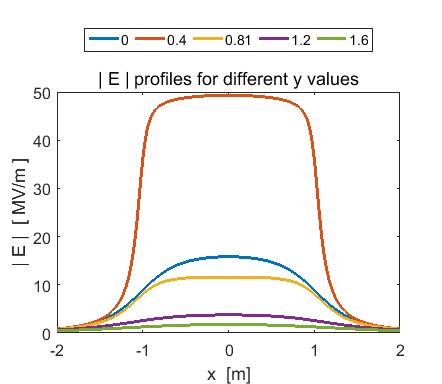 0 0.4 0.81 1.2 1.6
| E | profiles for different y values
50
40
30
20
10
0
| E | [ MV/m ]
-2 -1 0 1 2
x [m]